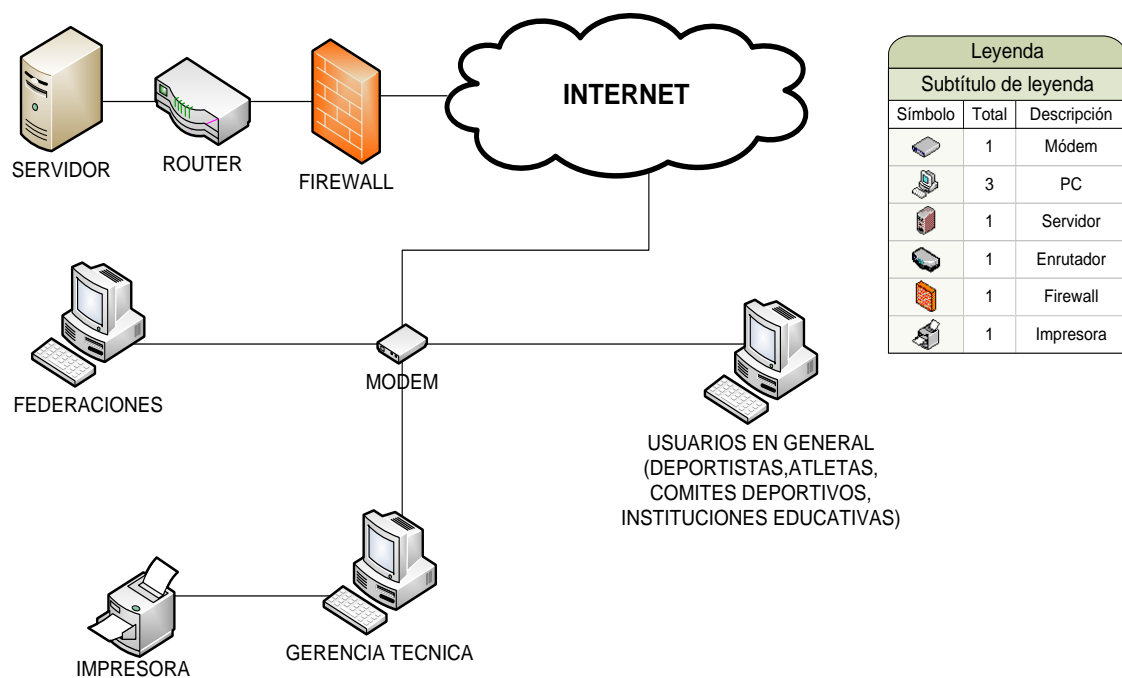 INTERNET
SERVIDOR
ROUTER
FIREWALL
Leyenda
Subtítulo de leyenda
Símbolo Total Descripción
1 Módem
3 PC
1 Servidor
1 Enrutador
1 Firewall
1 Impresora
FEDERACIONES
MODEM
USUARIOS EN GENERAL
(DEPORTISTAS,ATLETAS,
COMITES DEPORTIVOS,
INSTITUCIONES EDUCATIVAS)
GERENCIA TECNICA
IMPRESORA